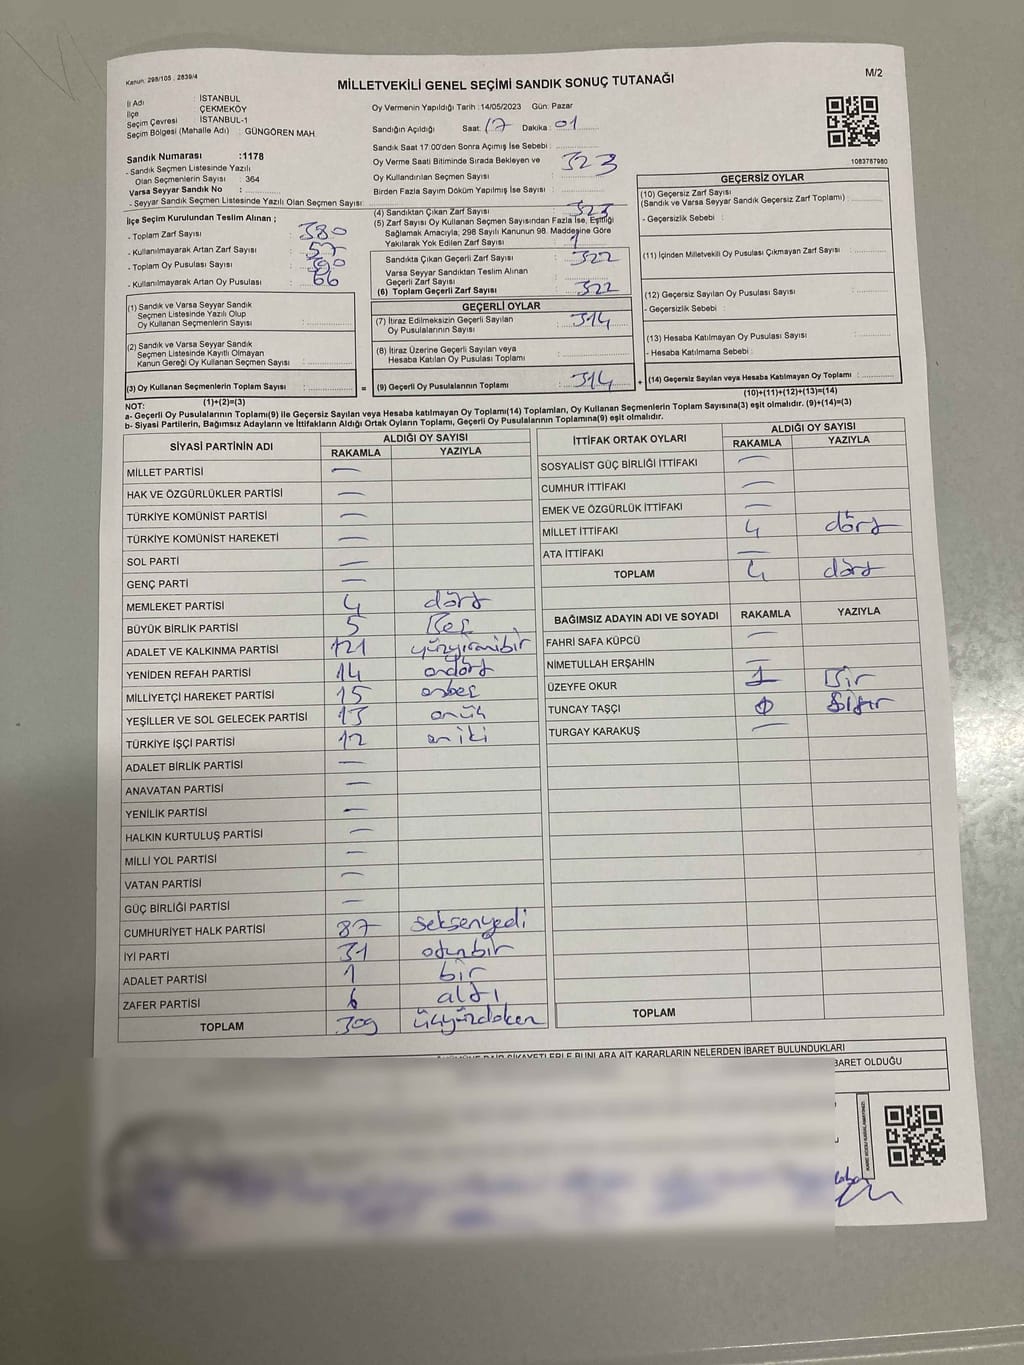 Kanun: 298/105 , 2839/4
MİLLETVEKİLİ GENEL SEÇİMİ SANDIK SONUÇ TUTANAĞI
M/2
İl Adı : İSTANBUL
İlçe : ÇEKMEKÖY
Seçim Çevresi : İSTANBUL-1
Seçim Bölgesi (Mahalle Adı) : GÜNGÖREN MAH.
Sandık Numarası :1178
- Sandık Seçmen Listesinde Yazılı
Olan Seçmenlerin Sayısı : 364
Varsa Seyyar Sandık No :
- Seyyar Sandık Seçmen Listesinde Yazılı Olan Seçmen Sayısı :
Oy Vermenin Yapıldığı Tarih :14/05/2023 Gün: Pazar
Sandığın Açıldığı Saat: 17 Dakika: 01
Sandık Saat 17:00'den Sonra Açımış İse Sebebi :
Oy Verme Saati Bitiminde Sırada Bekleyen ve
Oy Kullandırılan Seçmen Sayısı : 323
Birden Fazla Sayım Döküm Yapılmış İse Sayısı :
1083787980
İlçe Seçim Kurulundan Teslim Alınan ;
- Toplam Zarf Sayısı : 380
- Kullanılmayarak Artan Zarf Sayısı : 57
- Toplam Oy Pusulası Sayısı :
- Kullanılmayarak Artan Oy Pusulası : 66
(4) Sandıktan Çıkan Zarf Sayısı : 323
(5) Zarf Sayısı Oy Kullanan Seçmen Sayısından Fazla İse, Eşitliği
Sağlamak Amacıyla; 298 Sayılı Kanunun 98. Maddesine Göre
Yakılarak Yok Edilen Zarf Sayısı : 1
Sandıkta Çıkan Geçerli Zarf Sayısı : 322
Varsa Seyyar Sandıktan Teslim Alınan
Geçerli Zarf Sayısı :
(6) Toplam Geçerli Zarf Sayısı : 322
GEÇERSİZ OYLAR
(10) Geçersiz Zarf Sayısı
(Sandık ve Varsa Seyyar Sandık Geçersiz Zarf Toplamı) :
- Geçersizlik Sebebi :
(11) İçinden Milletvekili Oy Pusulası Çıkmayan Zarf Sayısı :
(12) Geçersiz Sayılan Oy Pusulası Sayısı :
- Geçersizlik Sebebi :
(13) Hesaba Katılmayan Oy Pusulası Sayısı :
- Hesaba Katılmama Sebebi :
(14) Geçersiz Sayılan veya Hesaba Katılmayan Oy Toplamı :
(10)+(11)+(12)+(13)=(14)
(1) Sandık ve Varsa Seyyar Sandık
Seçmen Listesinde Yazılı Olup
Oy Kullanan Seçmenlerin Sayısı :
(2) Sandık ve Varsa Seyyar Sandık
Seçmen Listesinde Kayıtlı Olmayan
Kanun Gereği Oy Kullanan Seçmen Sayısı :
(3) Oy Kullanan Seçmenlerin Toplam Sayısı :
(1)+(2)=(3)
GEÇERLİ OYLAR
(7) İtiraz Edilmeksizin Geçerli Sayılan
Oy Pusulalarının Sayısı : 314
(8) İtiraz Üzerine Geçerli Sayılan veya
Hesaba Katılan Oy Pusulası Toplamı :
= (9) Geçerli Oy Pusulalarının Toplamı : 314 +
NOT:
a- Geçerli Oy Pusulalarının Toplamı(9) ile Geçersiz Sayılan veya Hesaba katılmayan Oy Toplamı(14) Toplamları, Oy Kullanan Seçmenlerin Toplam Sayısına(3) eşit olmalıdır. (9)+(14)=(3)
b- Siyasi Partilerin, Bağımsız Adayların ve İttifakların Aldığı Ortak Oyların Toplamı, Geçerli Oy Pusulalarının Toplamına(9) eşit olmalıdır.
SİYASİ PARTİNİN ADI ALDIĞI OY SAYISI
RAKAMLA YAZIYLA
MİLLET PARTİSİ —
HAK VE ÖZGÜRLÜKLER PARTİSİ —
TÜRKİYE KOMÜNİST PARTİSİ —
TÜRKİYE KOMÜNİST HAREKETİ —
SOL PARTİ —
GENÇ PARTİ —
MEMLEKET PARTİSİ 4 dört
BÜYÜK BİRLİK PARTİSİ 5 Beş
ADALET VE KALKINMA PARTİSİ 121 yüzyirmibir
YENİDEN REFAH PARTİSİ 14 ondört
MİLLİYETÇİ HAREKET PARTİSİ 15 onbeş
YEŞİLLER VE SOL GELECEK PARTİSİ 13 onüç
TÜRKİYE İŞÇİ PARTİSİ 12 oniki
ADALET BİRLİK PARTİSİ —
ANAVATAN PARTİSİ —
YENİLİK PARTİSİ —
HALKIN KURTULUŞ PARTİSİ —
MİLLİ YOL PARTİSİ —
VATAN PARTİSİ —
GÜÇ BİRLİĞİ PARTİSİ —
CUMHURİYET HALK PARTİSİ 87 seksenyedi
İYİ PARTİ 31 otuzbir
ADALET PARTİSİ 1 bir
ZAFER PARTİSİ 6 altı
TOPLAM 309 üçyüzdokuz
İTTİFAK ORTAK OYLARI ALDIĞI OY SAYISI
RAKAMLA YAZIYLA
SOSYALİST GÜÇ BİRLİĞİ İTTİFAKI —
CUMHUR İTTİFAKI —
EMEK VE ÖZGÜRLÜK İTTİFAKI —
MİLLET İTTİFAKI 4 dört
ATA İTTİFAKI —
TOPLAM 4 dört
BAĞIMSIZ ADAYIN ADI VE SOYADI RAKAMLA YAZIYLA
FAHRİ SAFA KÜPCÜ —
NİMETULLAH ERŞAHİN —
ÜZEYFE OKUR 1 Bir
TUNCAY TAŞÇI 0 Sıfır
TURGAY KARAKUŞ —
TOPLAM
ŞİKAYETLERLE BUNLARA AİT KARARLARIN NELERDEN İBARET BULUNDUKLARI
BARET OLDUĞU